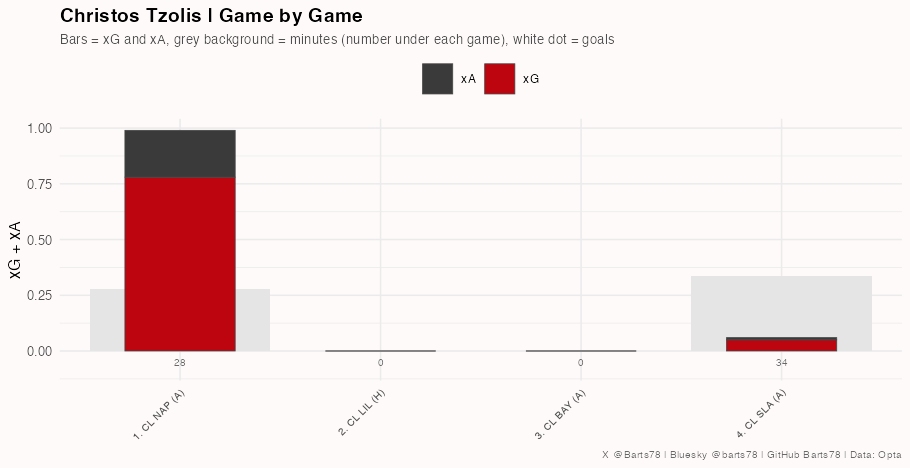 Christos Tzolis I Game by Game
Bars = xG and xA, grey background = minutes (number under each game), white dot = goals
xA xG
xG + xA
1.00
0.75
0.50
0.25
0.00
28 0 0 34
1. CL NAP (A)
2. CL LIL (H)
3. CL BAY (A)
4. CL SLA (A)
X @Barts78 I Bluesky @barts78 I GitHub Barts78 I Data: Opta